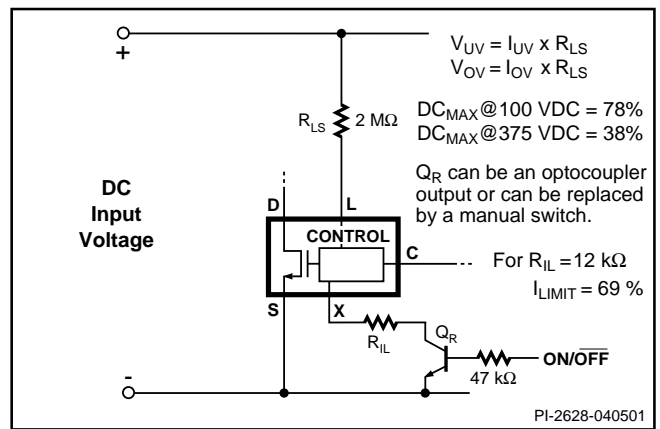 +
V_UV = I_UV x R_LS
V_OV = I_OV x R_LS
DC_MAX@100 VDC = 78%
DC_MAX@375 VDC = 38%
R_LS
2 MΩ
Q_R can be an optocoupler
output or can be replaced
by a manual switch.
DC
Input
Voltage
D
L
CONTROL
C
For R_IL = 12 kΩ
I_LIMIT = 69 %
S
X
R_IL
Q_R
47 kΩ
ON/O̅F̅F̅
-
PI-2628-040501